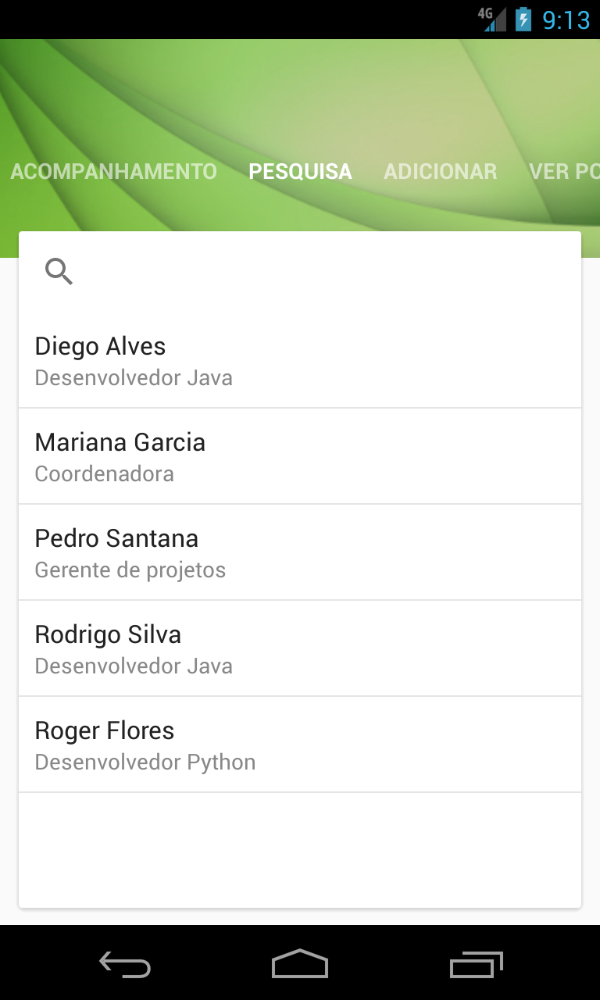 4G 9:13
ACOMPANHAMENTO PESQUISA ADICIONAR VER PO
Diego Alves
Desenvolvedor Java
Mariana Garcia
Coordenadora
Pedro Santana
Gerente de projetos
Rodrigo Silva
Desenvolvedor Java
Roger Flores
Desenvolvedor Python